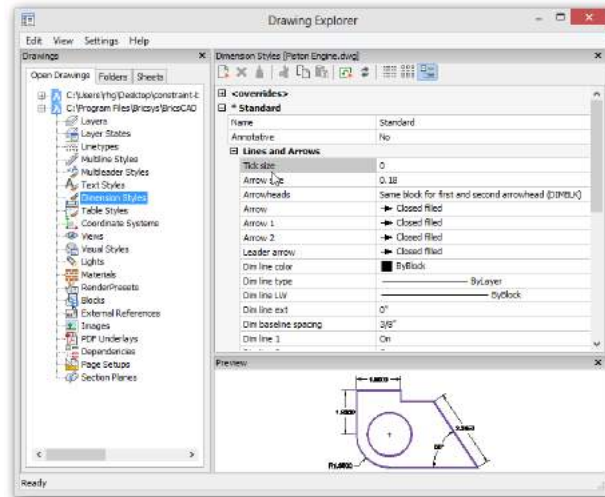 Drawing Explorer
Edit View Settings Help
Drawings
Open Drawings Folders Sheets
C:\Users\rhg\Desktop\constraint-t
C:\Program Files\Bricsys\BricsCAD
Layers
Layer States
Linetypes
Multiline Styles
Multileader Styles
Text Styles
Dimension Styles
Table Styles
Coordinate Systems
Views
Visual Styles
Lights
Materials
RenderPresets
Blocks
External References
Images
PDF Underlays
Dependencies
Page Setups
Section Planes
Dimension Styles [Piston Engine.dwg]
<overrides>
* Standard
Name Standard
Annotative No
Lines and Arrows
Tick size 0
Arrow size 0.18
Arrowheads Same block for first and second arrowhead (DIMBLK)
Arrow Closed filled
Arrow 1 Closed filled
Arrow 2 Closed filled
Leader arrow Closed filled
Dim line color ByBlock
Dim line type ByLayer
Dim line LW ByBlock
Dim line ext 0"
Dim baseline spacing 3/8"
Dim line 1 On
Preview
Ready